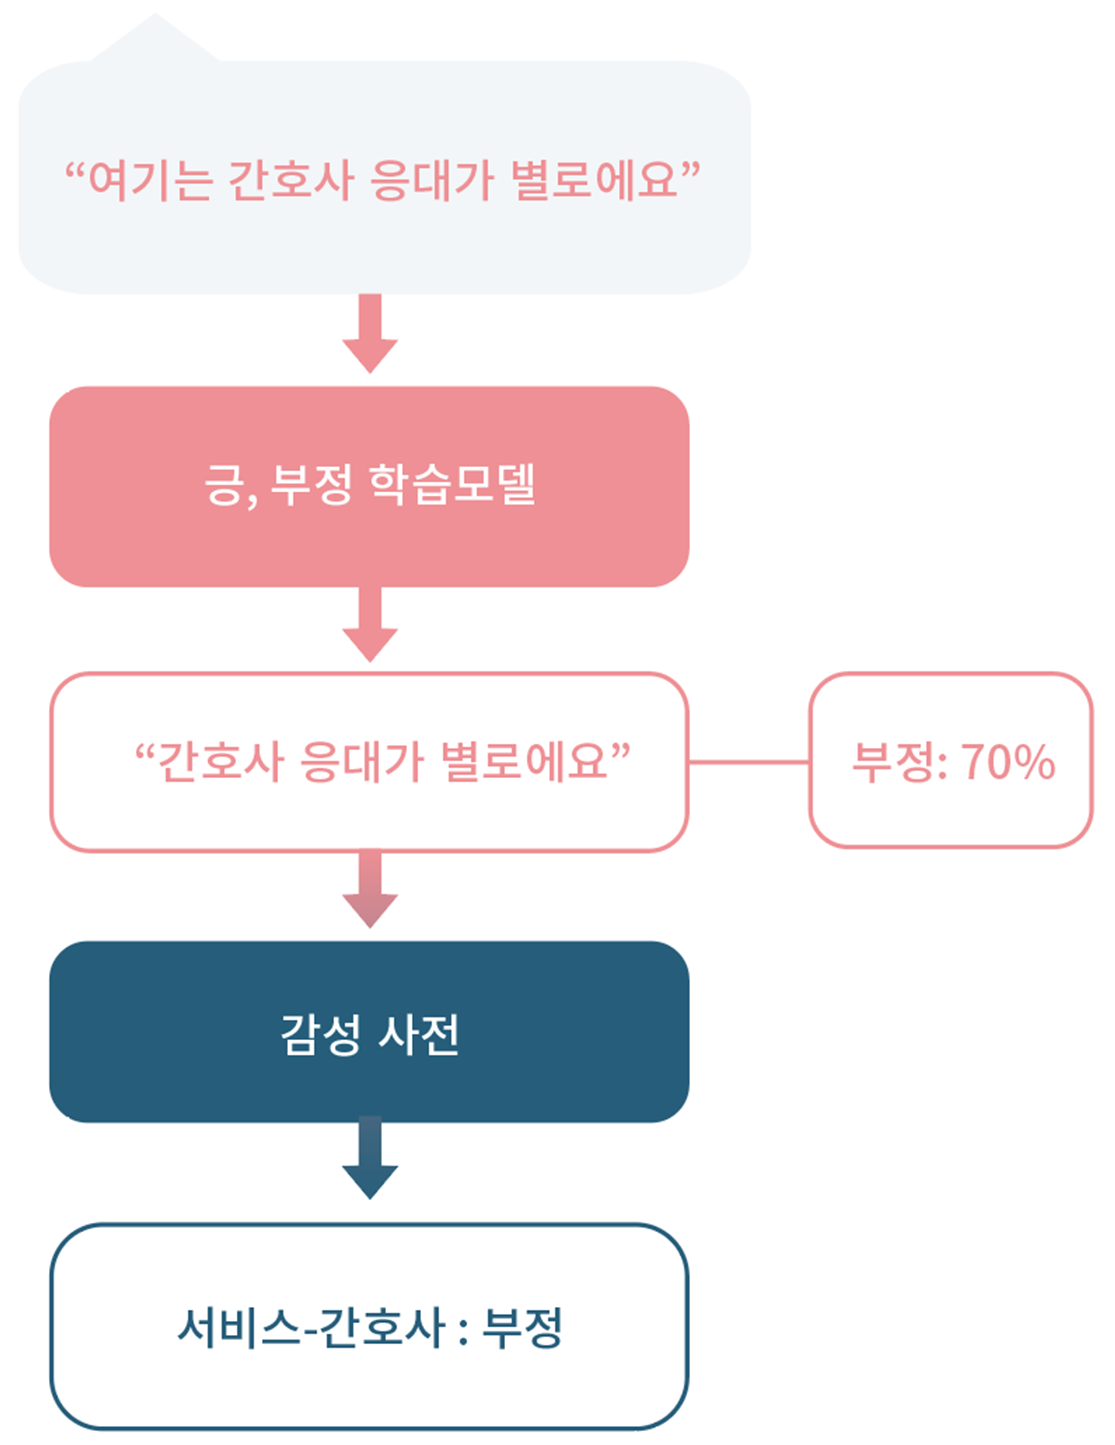 “여기는 간호사 응대가 별로에요”
긍, 부정 학습모델
“간호사 응대가 별로에요”
부정: 70%
감성 사전
서비스-간호사 : 부정